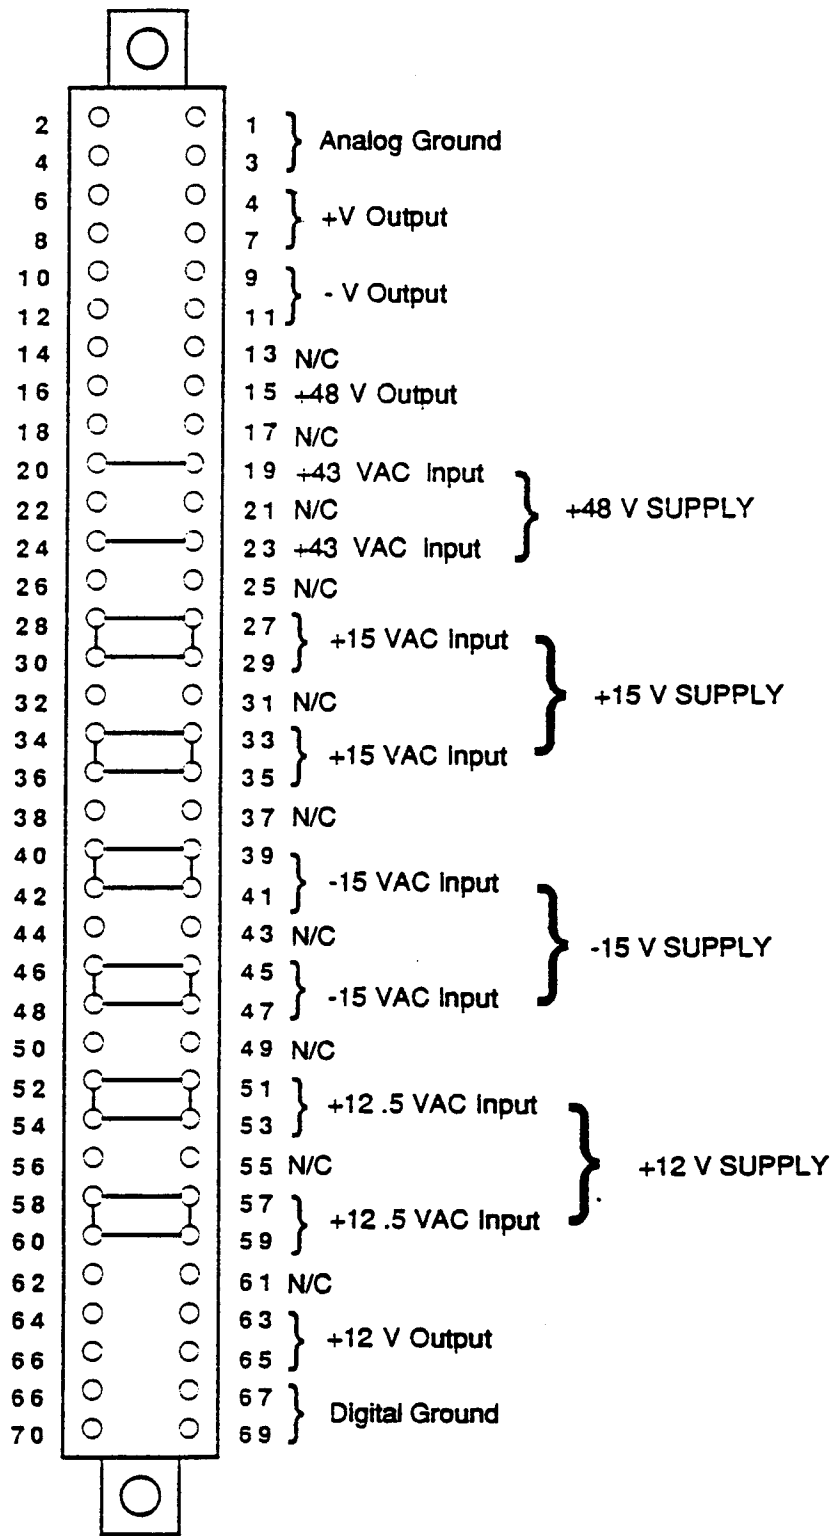 2 1
Analog Ground
4 3
6 4
+V Output
8 7
10 9
- V Output
12 11
14 13 N/C
16 15 +48 V Output
18 17 N/C
20 19 +43 VAC Input
22 21 N/C
+48 V SUPPLY
24 23 +43 VAC Input
26 25 N/C
28 27
+15 VAC Input
30 29
32 31 N/C
+15 V SUPPLY
34 33
+15 VAC Input
36 35
38 37 N/C
40 39
-15 VAC Input
42 41
44 43 N/C
-15 V SUPPLY
46 45
-15 VAC Input
48 47
50 49 N/C
52 51
+12 .5 VAC Input
54 53
56 55 N/C
+12 V SUPPLY
58 57
+12 .5 VAC Input
60 59
62 61 N/C
64 63
+12 V Output
66 65
66 67
Digital Ground
70 69